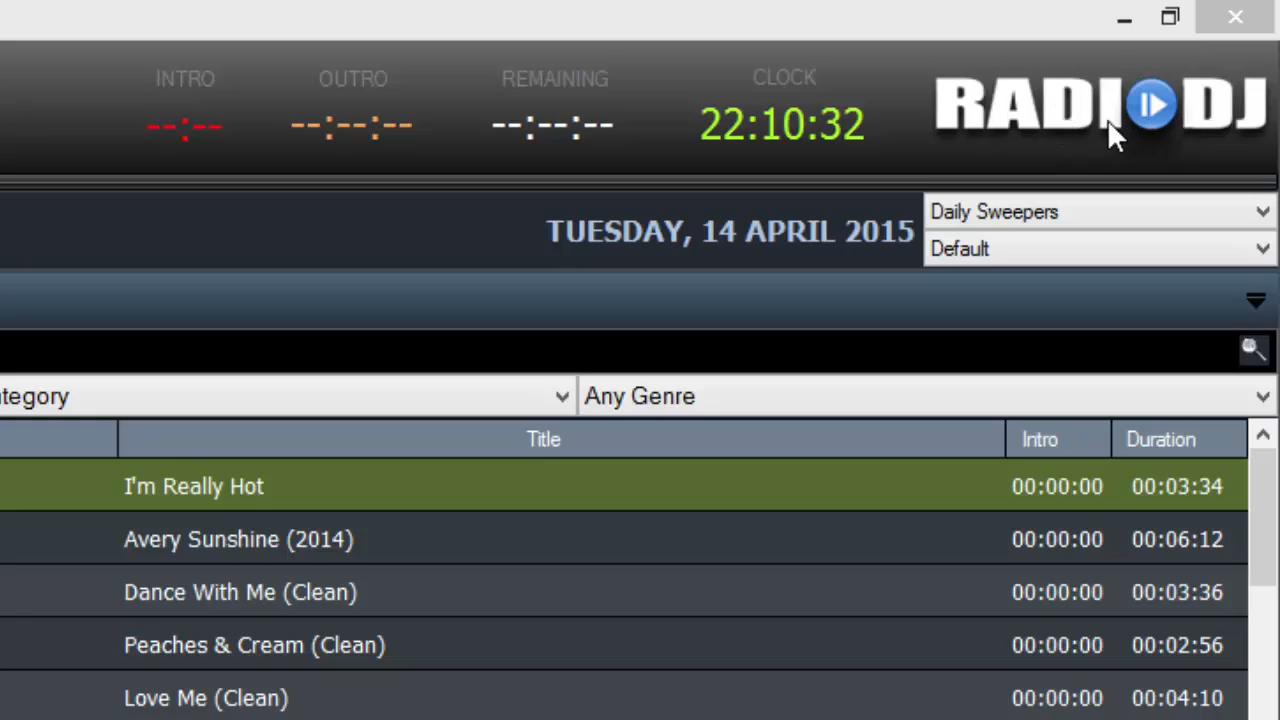 INTRO OUTRO REMAINING CLOCK
--:-- --:--:-- --:--:-- 22:10:32
RADIODJ
TUESDAY, 14 APRIL 2015
Daily Sweepers
Default
ategory Any Genre
Title Intro Duration
I'm Really Hot 00:00:00 00:03:34
Avery Sunshine (2014) 00:00:00 00:06:12
Dance With Me (Clean) 00:00:00 00:03:36
Peaches & Cream (Clean) 00:00:00 00:02:56
Love Me (Clean) 00:00:00 00:04:10